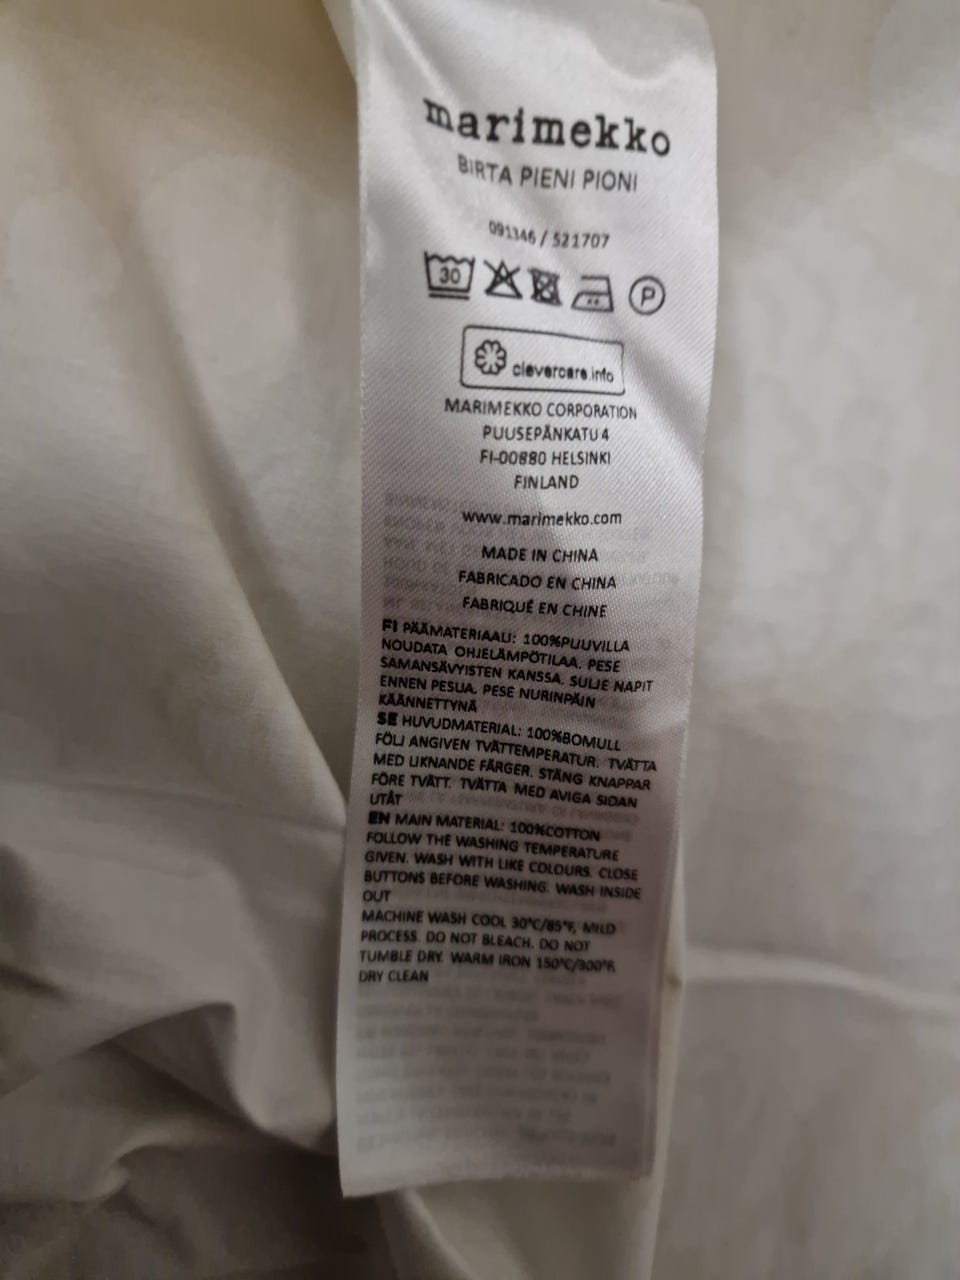 marimekko
BIRTA PIENI PIONI
091346 / 521707
30
P
clevercare.info
MARIMEKKO CORPORATION
PUUSEPÄNKATU 4
FI-00880 HELSINKI
FINLAND
www.marimekko.com
MADE IN CHINA
FABRICADO EN CHINA
FABRIQUÉ EN CHINE
FI PÄÄMATERIAALI: 100%PUUVILLA
NOUDATA OHJELÄMPÖTILAA. PESE
SAMANSÄVYISTEN KANSSA. SULJE NAPIT
ENNEN PESUA. PESE NURINPÄIN
KÄÄNNETTYNÄ
SE HUVUDMATERIAL: 100%BOMULL
FÖLJ ANGIVEN TVÄTTEMPERATUR. TVÄTTA
MED LIKNANDE FÄRGER. STÄNG KNAPPAR
FÖRE TVÄTT. TVÄTTA MED AVIGA SIDAN
UTÅT
EN MAIN MATERIAL: 100%COTTON
FOLLOW THE WASHING TEMPERATURE
GIVEN. WASH WITH LIKE COLOURS. CLOSE
BUTTONS BEFORE WASHING. WASH INSIDE
OUT
MACHINE WASH COOL 30°C/85°F, MILD
PROCESS. DO NOT BLEACH. DO NOT
TUMBLE DRY. WARM IRON 150°C/300°F.
DRY CLEAN